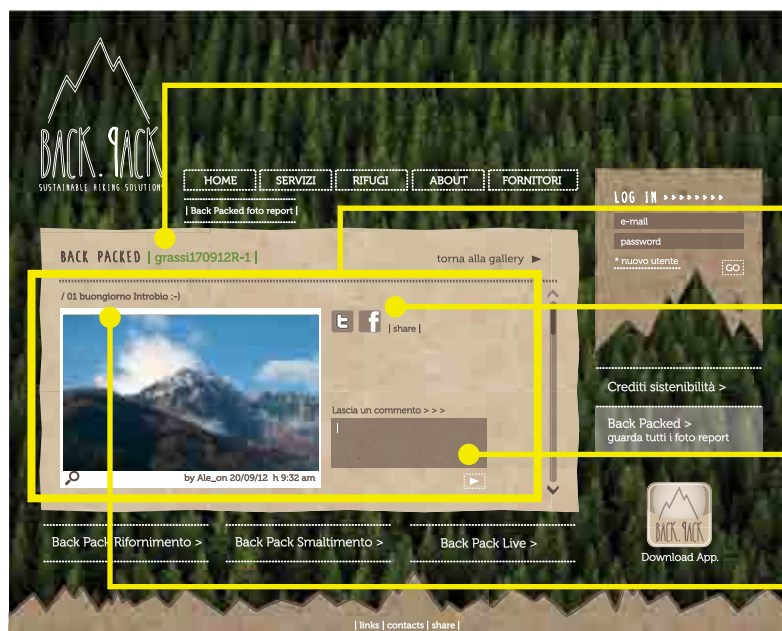 BACK.PACK
SUSTAINABLE HIKING SOLUTION
HOME SERVIZI RIFUGI ABOUT FORNITORI
| Back Packed foto report |
LOG IN
e-mail
password
* nuovo utente
GO
BACK PACKED | grassi170912R-1 |
torna alla gallery
/ 01 buongiorno Introbio :-)
| share |
Lascia un commento > > >
by Ale_on 20/09/12 h 9:32 am
Crediti sistenibilità >
Back Packed >
guarda tutti i foto report
BACK.PACK
Download App.
Back Pack Rifornimento > Back Pack Smaltimento > Back Pack Live >
| links | contacts | share |